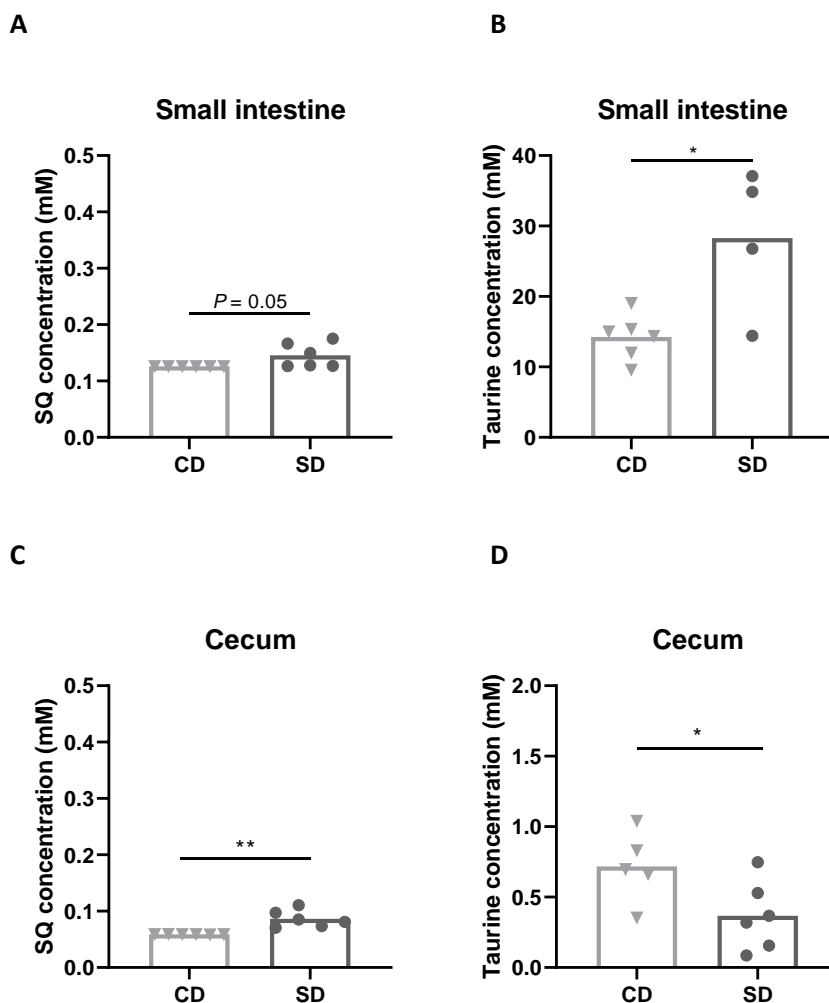 A
B
Small intestine
Small intestine
SQ concentration (mM)
0.5
0.4
0.3
0.2
0.1
0.0
P = 0.05
CD
SD
Taurine concentration (mM)
40
30
20
10
0
*
CD
SD
C
D
Cecum
Cecum
SQ concentration (mM)
0.5
0.4
0.3
0.2
0.1
0.0
**
CD
SD
Taurine concentration (mM)
2.0
1.5
1.0
0.5
0.0
*
CD
SD